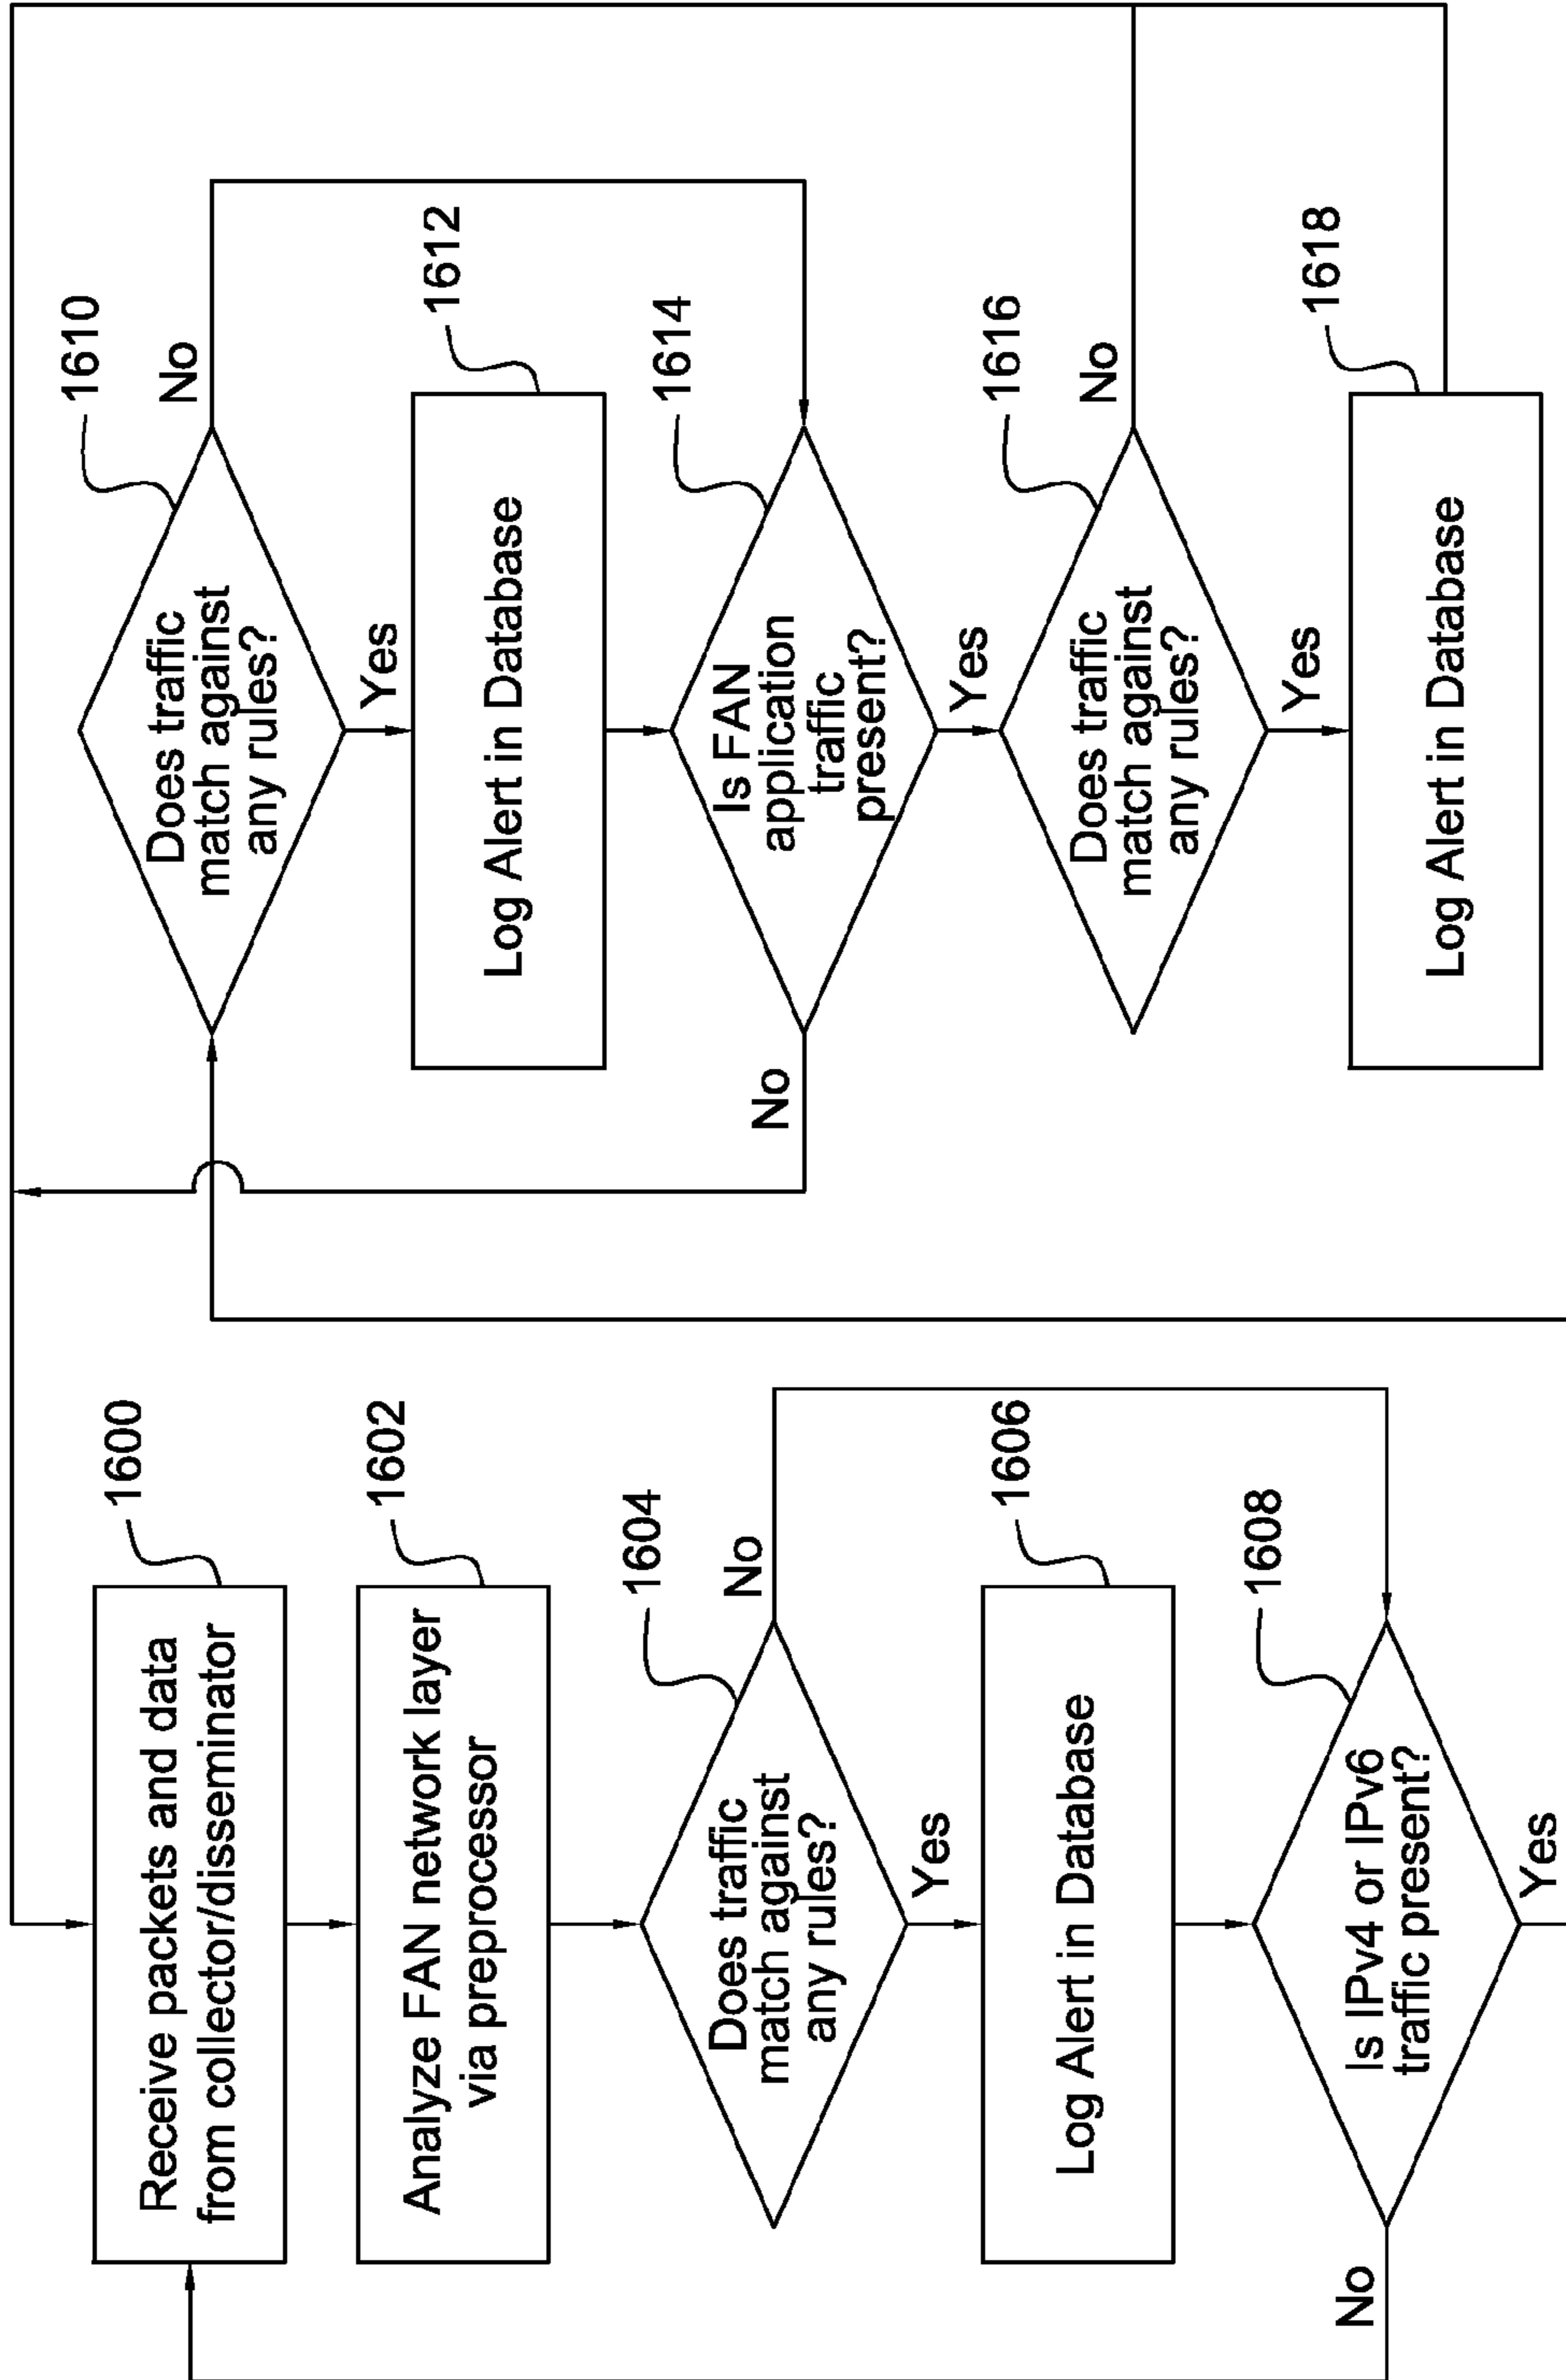 1600
Receive packets and data
from collector/disseminator
1602
Analyze FAN network layer
via preprocessor
1604
Does traffic
match against
any rules?
No
Yes
1606
Log Alert in Database
1608
Is IPv4 or IPv6
traffic present?
No
Yes
1610
Does traffic
match against
any rules?
No
Yes
1612
Log Alert in Database
1614
Is FAN
application
traffic
present?
No
Yes
1616
Does traffic
match against
any rules?
No
Yes
1618
Log Alert in Database